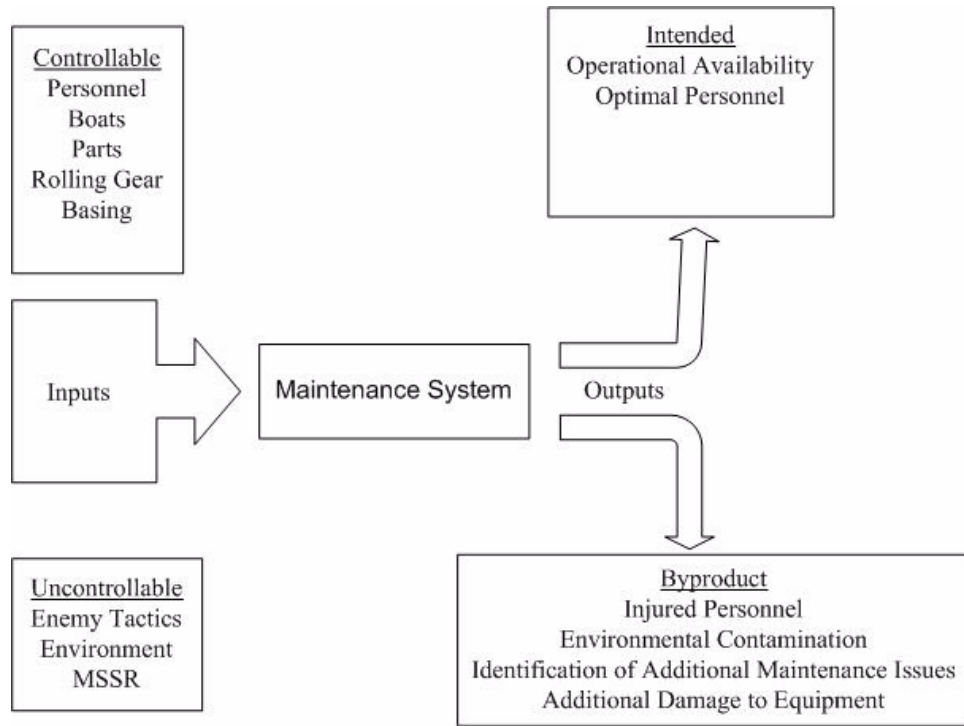 Controllable
Personnel
Boats
Parts
Rolling Gear
Basing
Intended
Operational Availability
Optimal Personnel
Inputs
Maintenance System
Outputs
Uncontrollable
Enemy Tactics
Environment
MSSR
Byproduct
Injured Personnel
Environmental Contamination
Identification of Additional Maintenance Issues
Additional Damage to Equipment